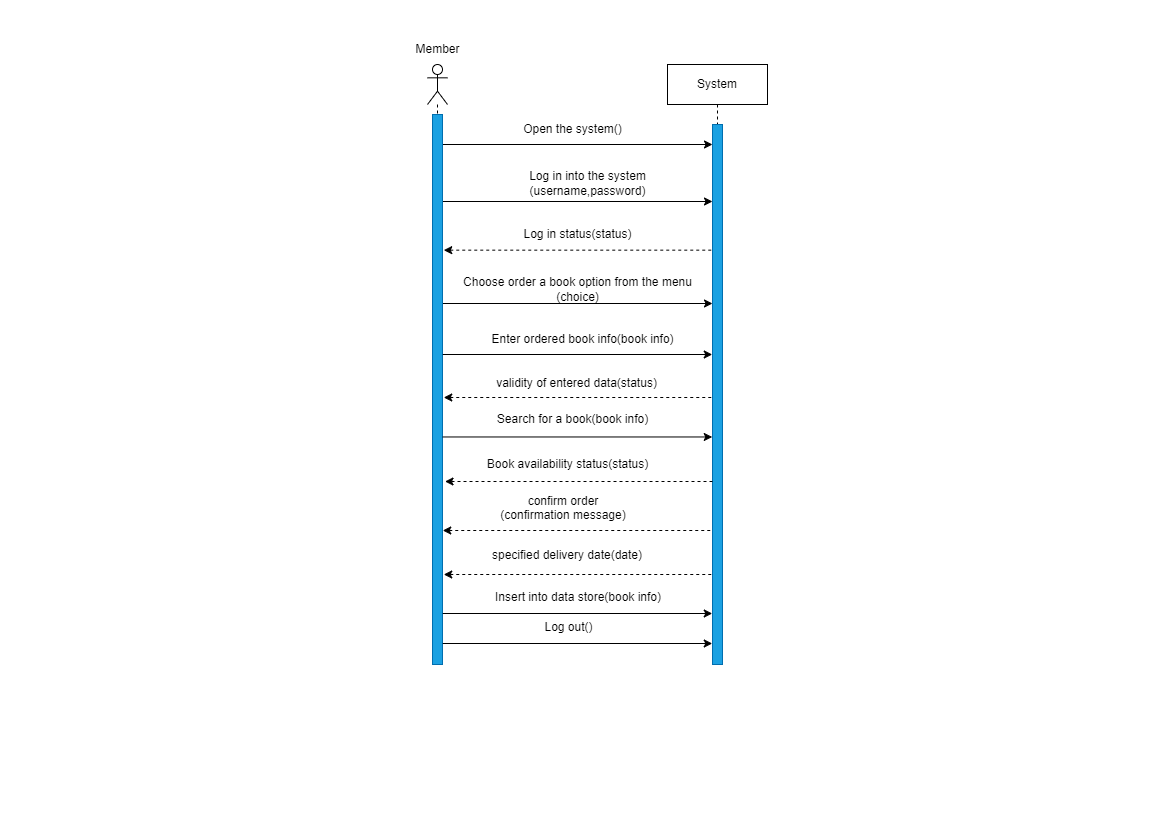 Member
System
Open the system()
Log in into the system
(username,password)
Log in status(status)
Choose order a book option from the menu
(choice)
Enter ordered book info(book info)
validity of entered data(status)
Search for a book(book info)
Book availability status(status)
confirm order
(confirmation message)
specified delivery date(date)
Insert into data store(book info)
Log out()